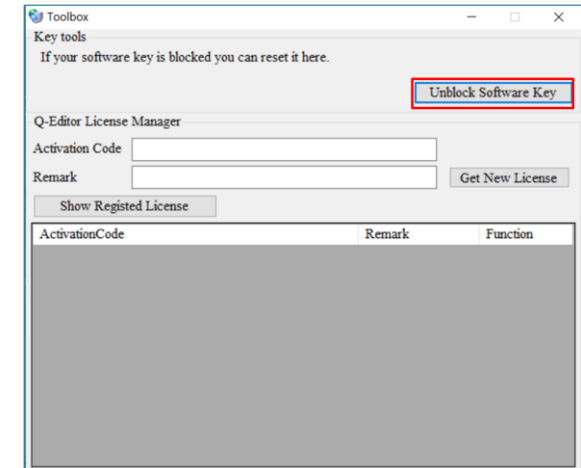 Toolbox
Key tools
If your software key is blocked you can reset it here.
Unblock Software Key
Q-Editor License Manager
Activation Code
Remark Get New License
Show Registed License
ActivationCode Remark Function